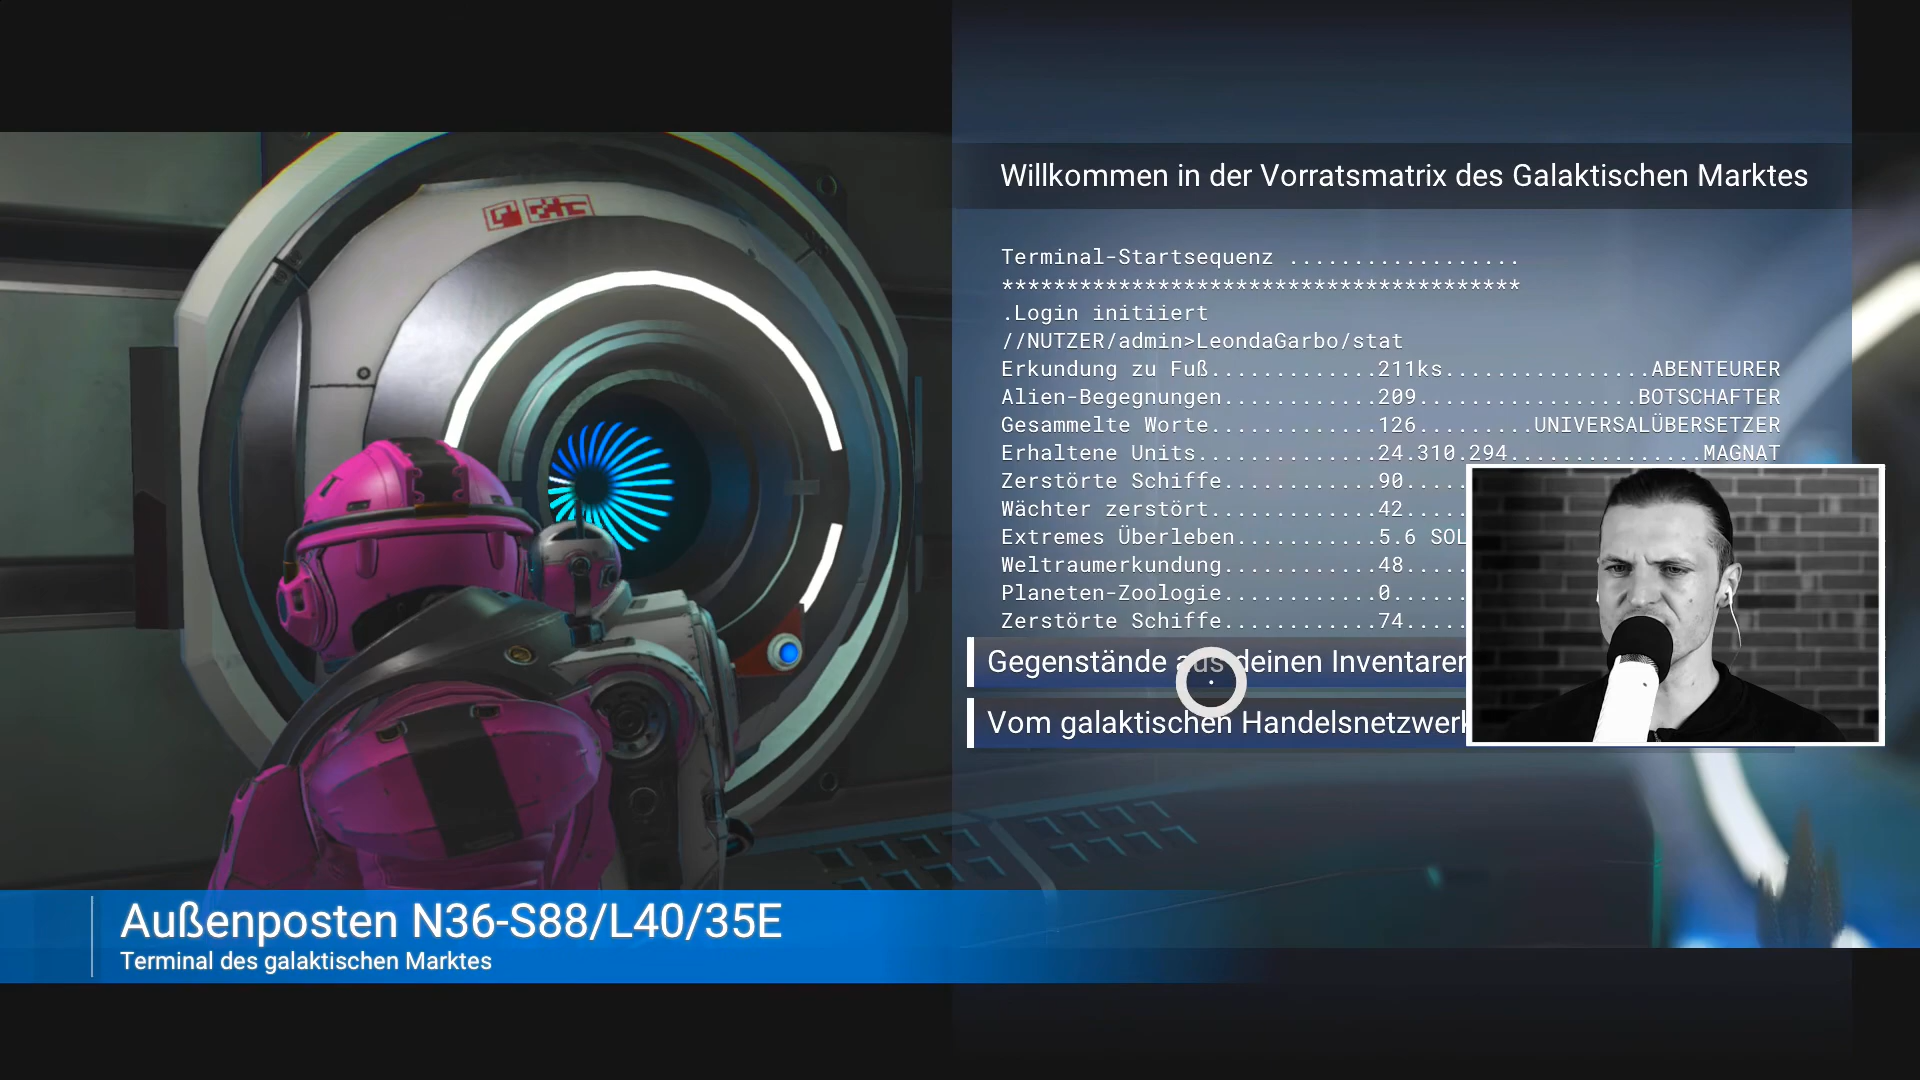 Willkommen in der Vorratsmatrix des Galaktischen Marktes
Terminal-Startsequenz ..................
****************************************
.Login initiiert
//NUTZER/admin>LeondaGarbo/stat
Erkundung zu Fuß.............211ks................ABENTEURER
Alien-Begegnungen............209.................BOTSCHAFTER
Gesammelte Worte.............126.........UNIVERSALÜBERSETZER
Erhaltene Units..............24.310.294...............MAGNAT
Zerstörte Schiffe............90.....
Wächter zerstört.............42.....
Extremes Überleben...........5.6 SOL
Weltraumerkundung............48.....
Planeten-Zoologie............0......
Zerstörte Schiffe............74.....
Gegenstände aus deinen Inventaren
Vom galaktischen Handelsnetzwerk
Außenposten N36-S88/L40/35E
Terminal des galaktischen Marktes